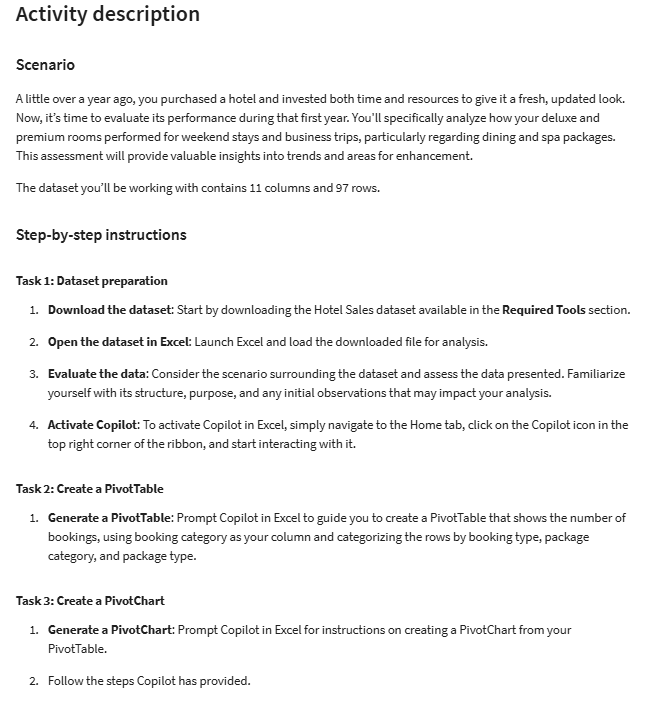 Activity description
Scenario
A little over a year ago, you purchased a hotel and invested both time and resources to give it a fresh, updated look.
Now, it's time to evaluate its performance during that first year. You'll specifically analyze how your deluxe and
premium rooms performed for weekend stays and business trips, particularly regarding dining and spa packages.
This assessment will provide valuable insights into trends and areas for enhancement.
The dataset you'll be working with contains 11 columns and 97 rows.
Step-by-step instructions
Task 1: Dataset preparation
1. Download the dataset: Start by downloading the Hotel Sales dataset available in the Required Tools section.
2. Open the dataset in Excel: Launch Excel and load the downloaded file for analysis.
3. Evaluate the data: Consider the scenario surrounding the dataset and assess the data presented. Familiarize
yourself with its structure, purpose, and any initial observations that may impact your analysis.
4. Activate Copilot: To activate Copilot in Excel, simply navigate to the Home tab, click on the Copilot icon in the
top right corner of the ribbon, and start interacting with it.
Task 2: Create a PivotTable
1. Generate a PivotTable: Prompt Copilot in Excel to guide you to create a PivotTable that shows the number of
bookings, using booking category as your column and categorizing the rows by booking type, package
category, and package type.
Task 3: Create a PivotChart
1. Generate a PivotChart: Prompt Copilot in Excel for instructions on creating a PivotChart from your
PivotTable.
2. Follow the steps Copilot has provided.